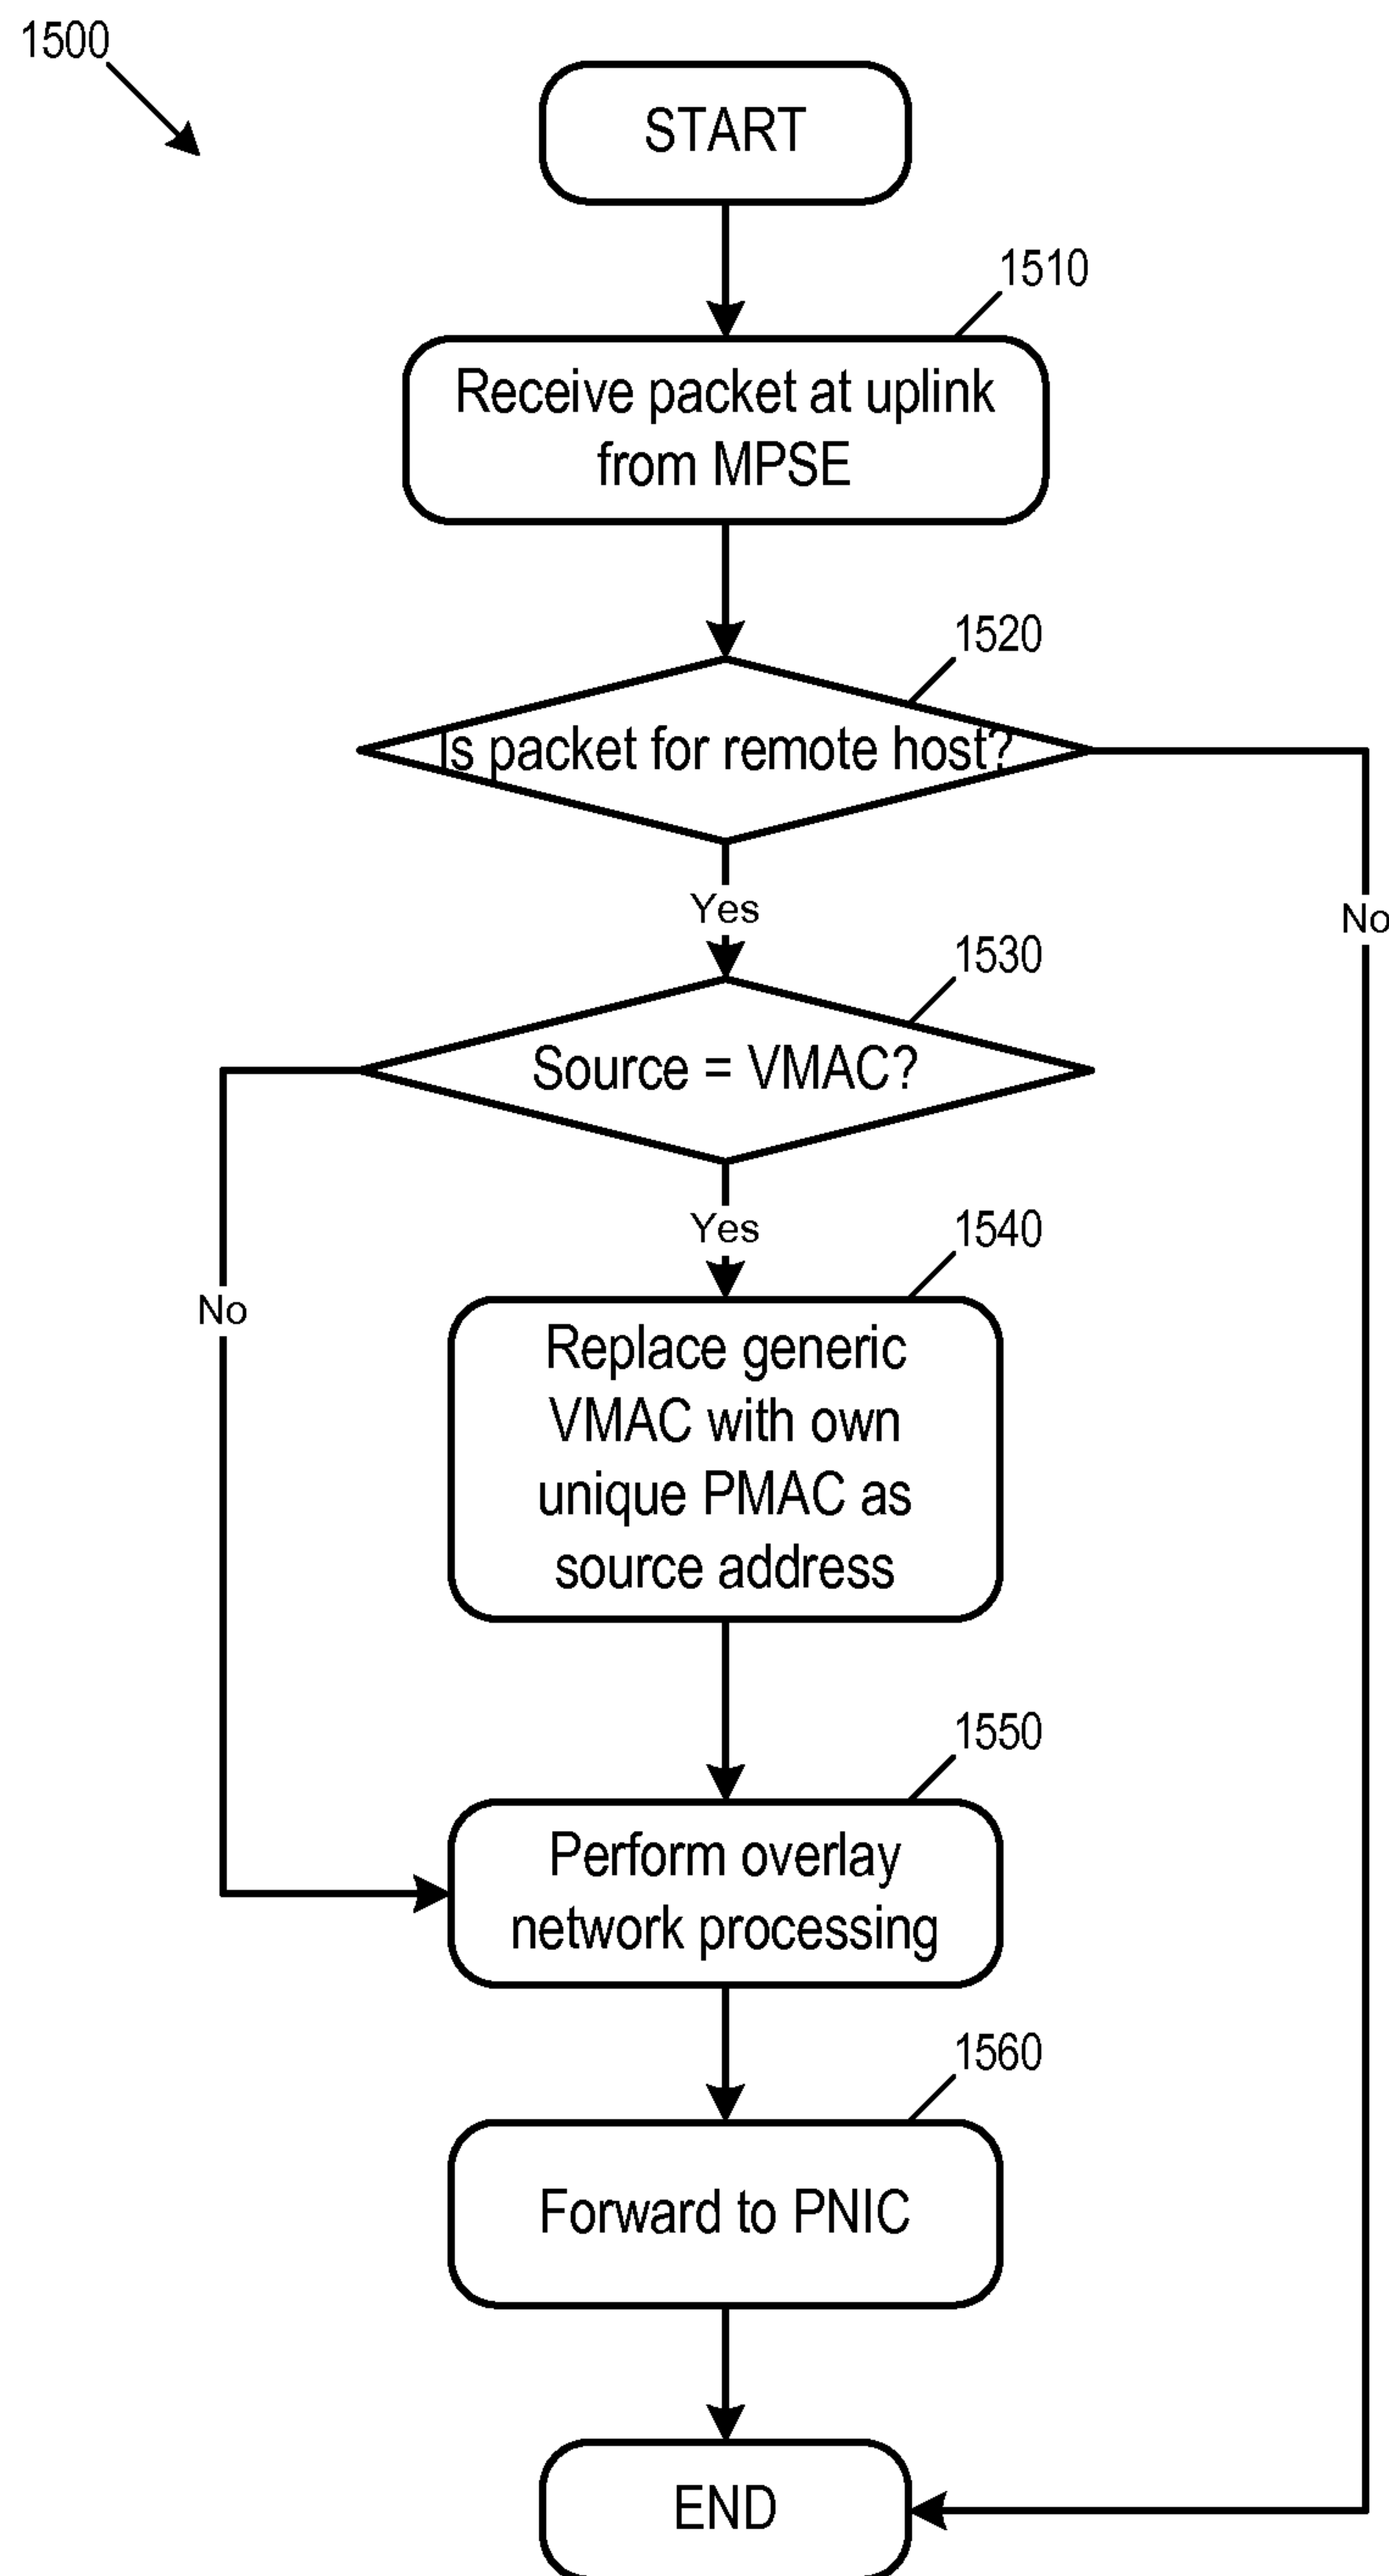 1500
START
1510
Receive packet at uplink
from MPSE
1520
Is packet for remote host?
Yes
No
1530
Source = VMAC?
Yes
1540
No
Replace generic
VMAC with own
unique PMAC as
source address
1550
Perform overlay
network processing
1560
Forward to PNIC
END